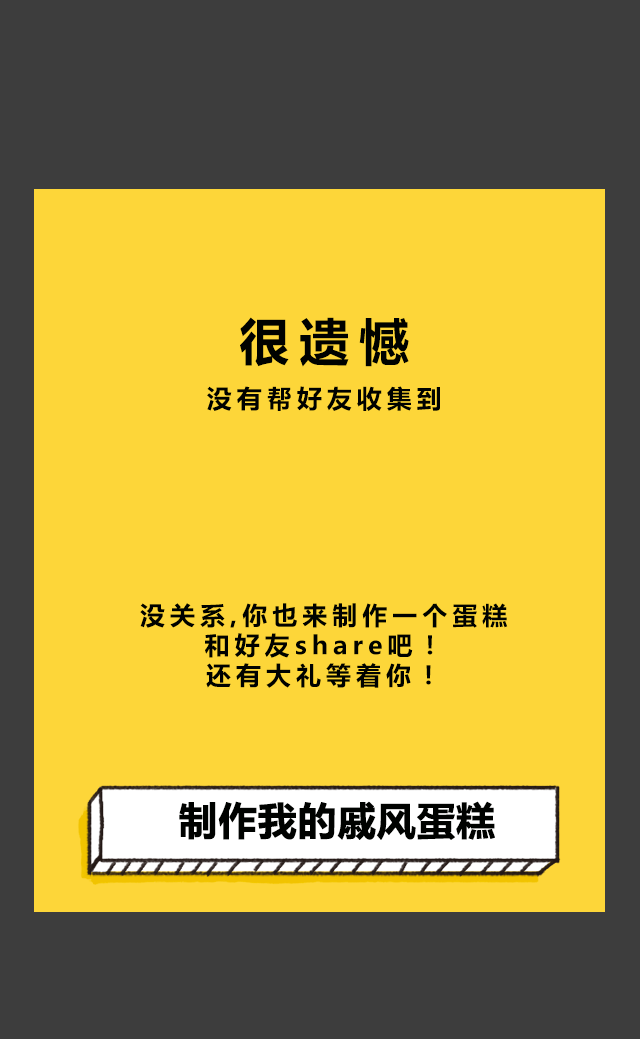 很遗憾
没有帮好友收集到
没关系,你也来制作一个蛋糕
和好友share吧！
还有大礼等着你！
制作我的戚风蛋糕